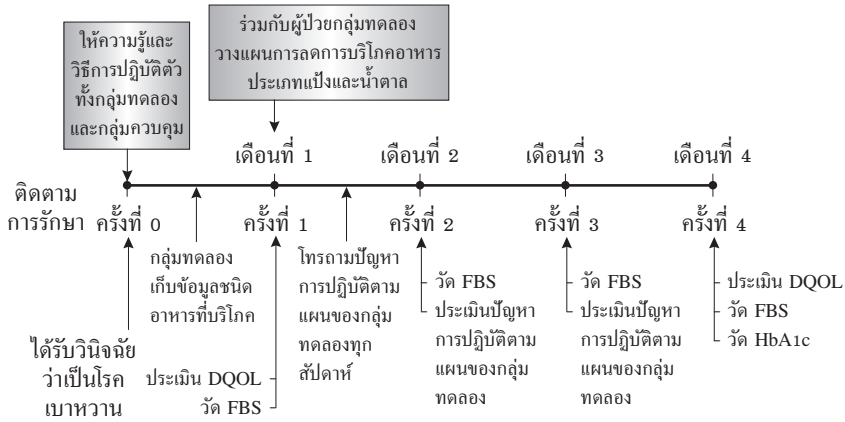 ให้ความรู้และ
วิธีการปฏิบัติตัว
ทั้งกลุ่มทดลอง
และกลุ่มควบคุม
ร่วมกับผู้ป่วยกลุ่มทดลอง
วางแผนการลดการบริโภคอาหาร
ประเภทแป้งและน้ำตาล
เดือนที่ 1
เดือนที่ 2
เดือนที่ 3
เดือนที่ 4
ติดตาม
การรักษา
ครั้งที่ 0
ครั้งที่ 1
ครั้งที่ 2
ครั้งที่ 3
ครั้งที่ 4
ได้รับวินิจฉัย
ว่าเป็นโรค
เบาหวาน
กลุ่มทดลอง
เก็บข้อมูลชนิด
อาหารที่บริโภค
ประเมิน DQOL
วัด FBS
โทรถามปัญหา
การปฏิบัติตาม
แผนของกลุ่ม
ทดลองทุก
สัปดาห์
วัด FBS
ประเมินปัญหา
การปฏิบัติตาม
แผนของกลุ่ม
ทดลอง
วัด FBS
ประเมินปัญหา
การปฏิบัติตาม
แผนของกลุ่ม
ทดลอง
ประเมิน DQOL
วัด FBS
วัด HbA1c